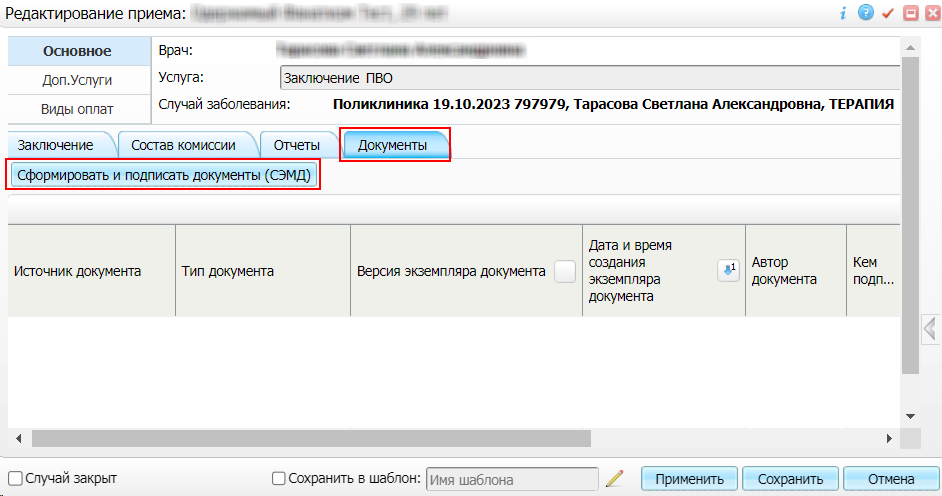 Редактирование приема:
Основное
Доп.Услуги
Виды оплат
Врач:
Услуга: Заключение ПВО
Случай заболевания: Поликлиника 19.10.2023 797979, Тарасова Светлана Александровна, ТЕРАПИЯ
Заключение Состав комиссии Отчеты Документы
Сформировать и подписать документы (СЭМД)
Источник документа
Тип документа
Версия экземпляра документа
Дата и время
создания
экземпляра
документа
1
Автор
документа
Кем
подп...
Случай закрыт Сохранить в шаблон: Имя шаблона Применить Сохранить Отмена